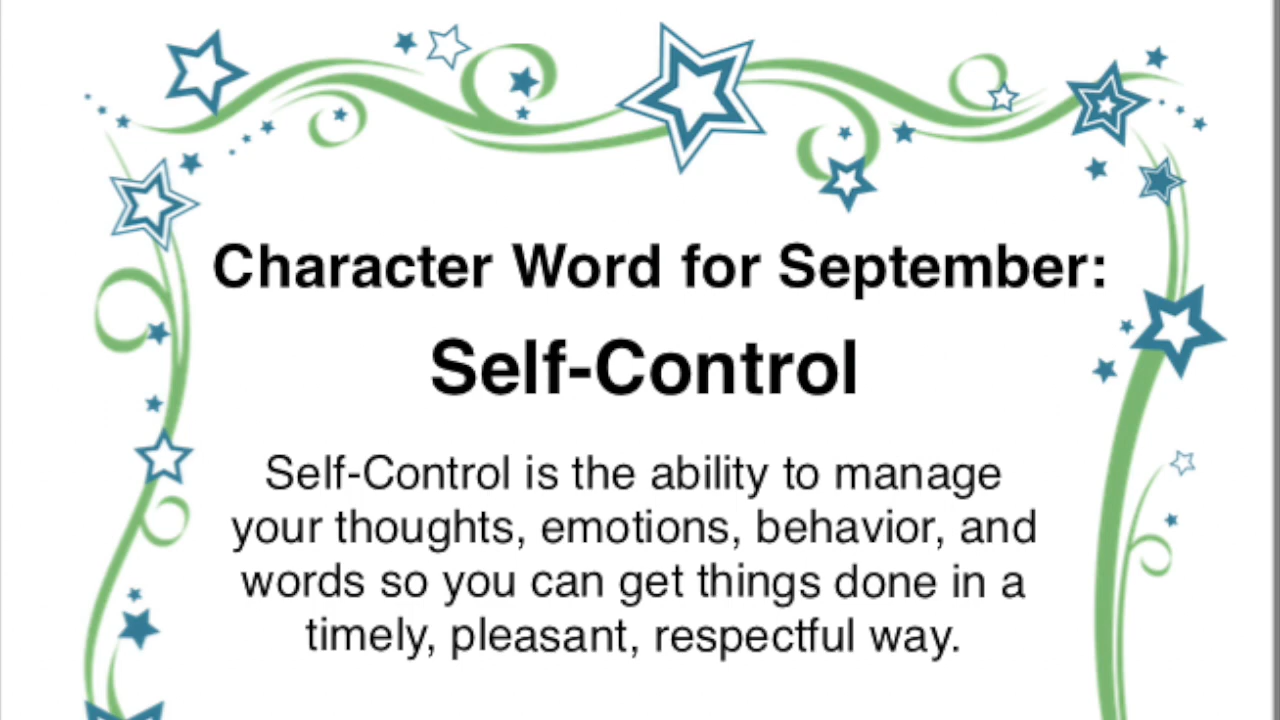 Character Word for September:
Self-Control
Self-Control is the ability to manage
your thoughts, emotions, behavior, and
words so you can get things done in a
timely, pleasant, respectful way.